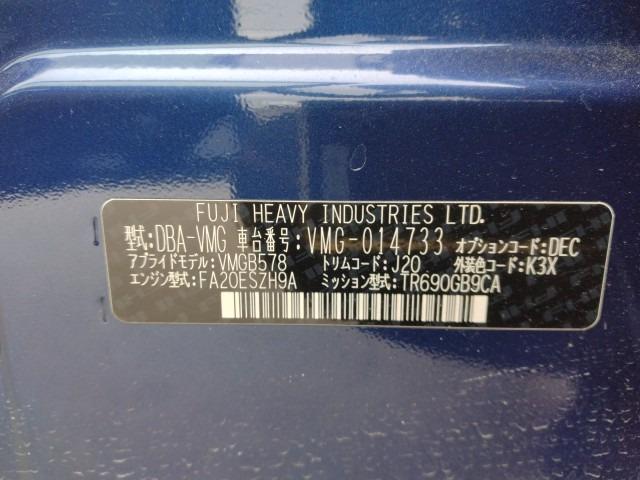 FUJI HEAVY INDUSTRIES LTD.
型式:DBA-VMG 車台番号:VMG-014733 オプションコード:DEC
アプライドモデル:VMGB578 トリムコード:J20 外装色コード:K3X
エンジン型式:FA20ESZH9A ミッション型式:TR690GB9CA